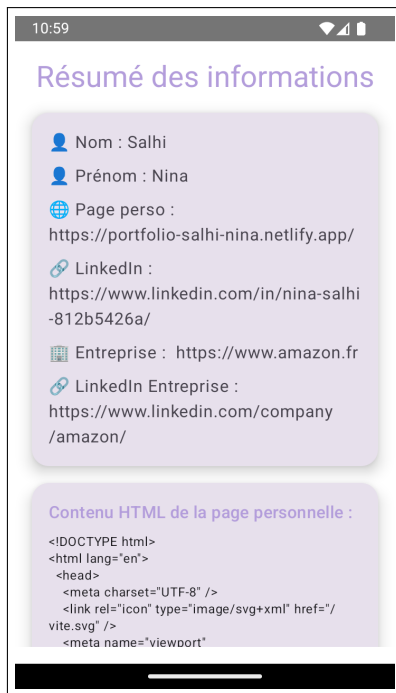 10:59
Résumé des informations
👤 Nom : Salhi
👤 Prénom : Nina
🌐 Page perso :
https://portfolio-salhi-nina.netlify.app/
🔗 LinkedIn :
https://www.linkedin.com/in/nina-salhi
-812b5426a/
🏢 Entreprise :  https://www.amazon.fr
🔗 LinkedIn Entreprise :
https://www.linkedin.com/company
/amazon/
Contenu HTML de la page personnelle :
<!DOCTYPE html>
<html lang="en">
  <head>
    <meta charset="UTF-8" />
    <link rel="icon" type="image/svg+xml" href="/
vite.svg" />
    <meta name="viewport"